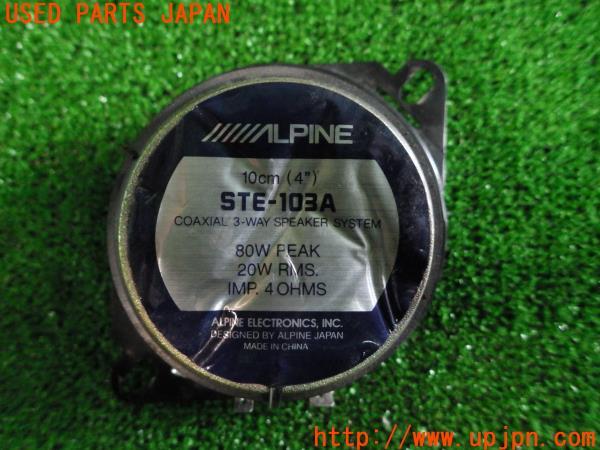 USED PARTS JAPAN
ALPINE
10cm (4")
STE-103A
COAXIAL 3-WAY SPEAKER SYSTEM
80W PEAK
20W RMS.
IMP. 4 OHMS
ALPINE ELECTRONICS, INC.
DESIGNED BY ALPINE JAPAN
MADE IN CHINA
http://www.upjpn.com/